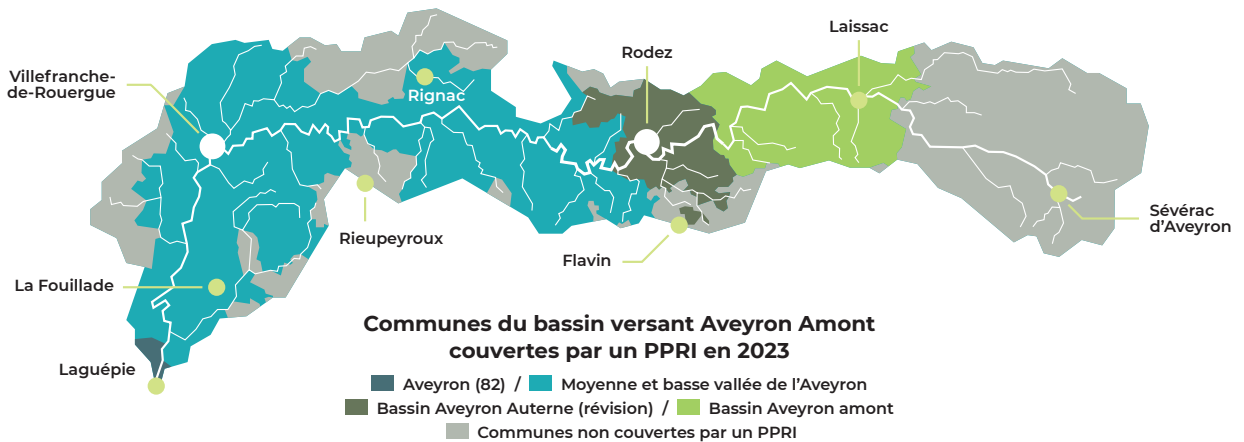 Laissac
Rodez
Villefranche-
de-Rouergue
Rignac
Sévérac
d'Aveyron
Rieupeyroux
Flavin
La Fouillade
Laguépie
Communes du bassin versant Aveyron Amont
couvertes par un PPRI en 2023
Aveyron (82) / Moyenne et basse vallée de l'Aveyron
Bassin Aveyron Auterne (révision) / Bassin Aveyron amont
Communes non couvertes par un PPRI